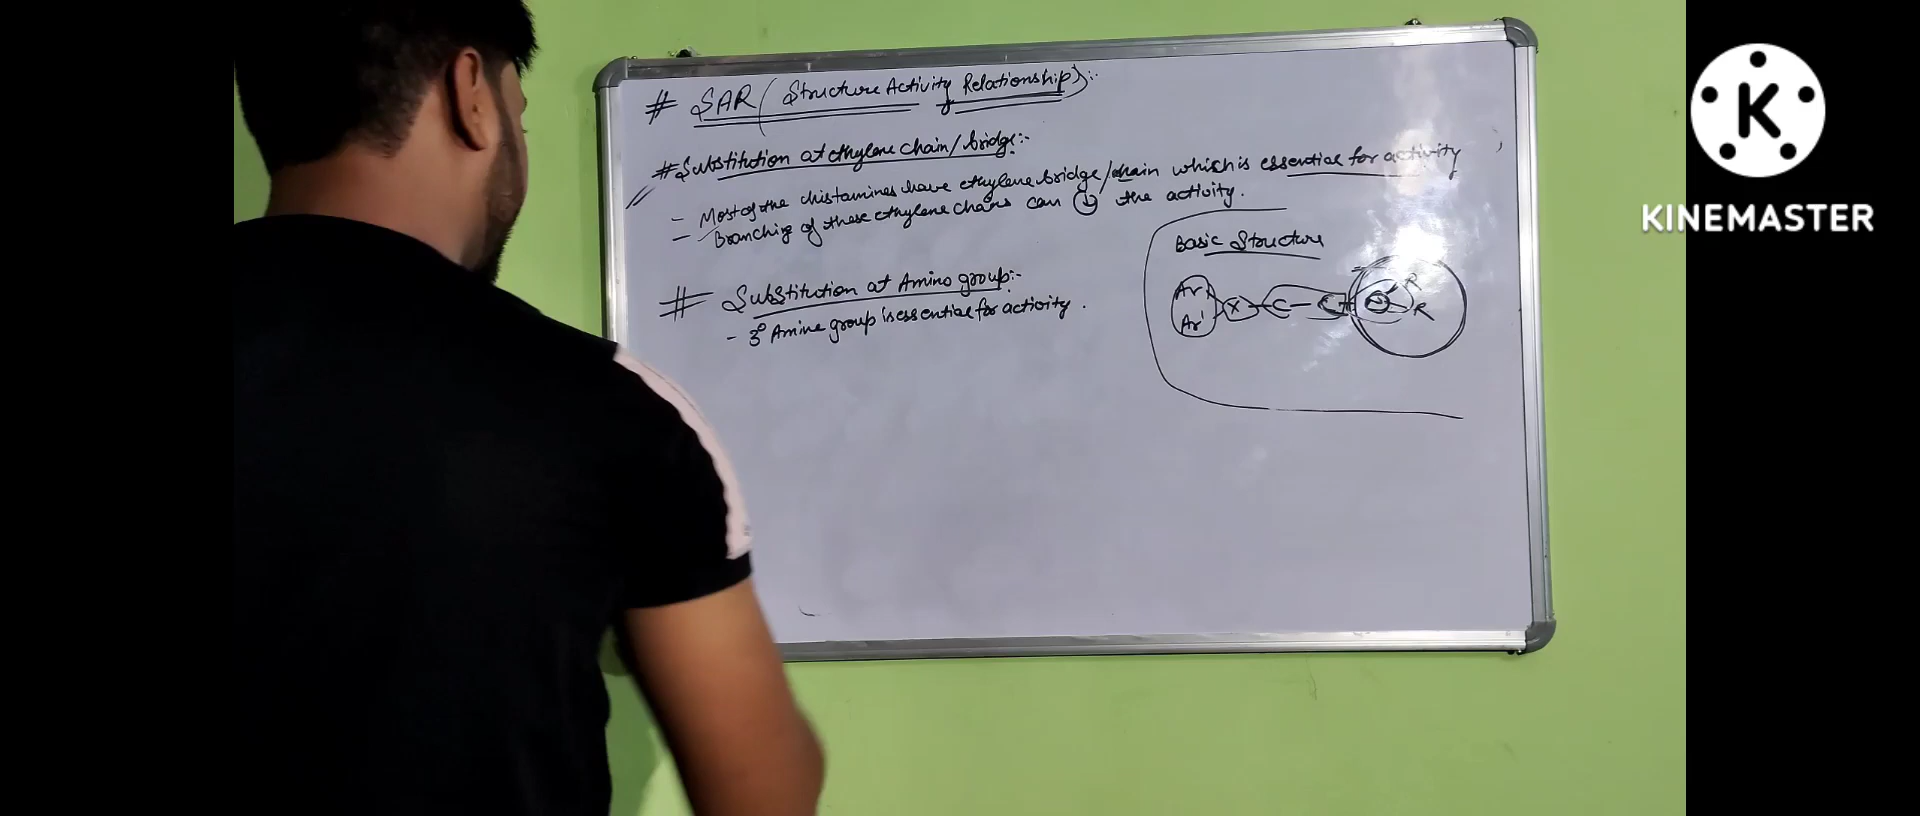 # SAR (Structure Activity Relationship):-
# Substitution at ethylene chain/bridge:-
- Most of the histamines have ethylene bridge/chain which is essential for activity
- Branching of these ethylene chains can ↓ the activity.
Basic Structure
# Substitution at Amino group:-
- 3° Amine group is essential for activity.
Ar
Ar'
X - C - C - N
R
R
K
KINEMASTER